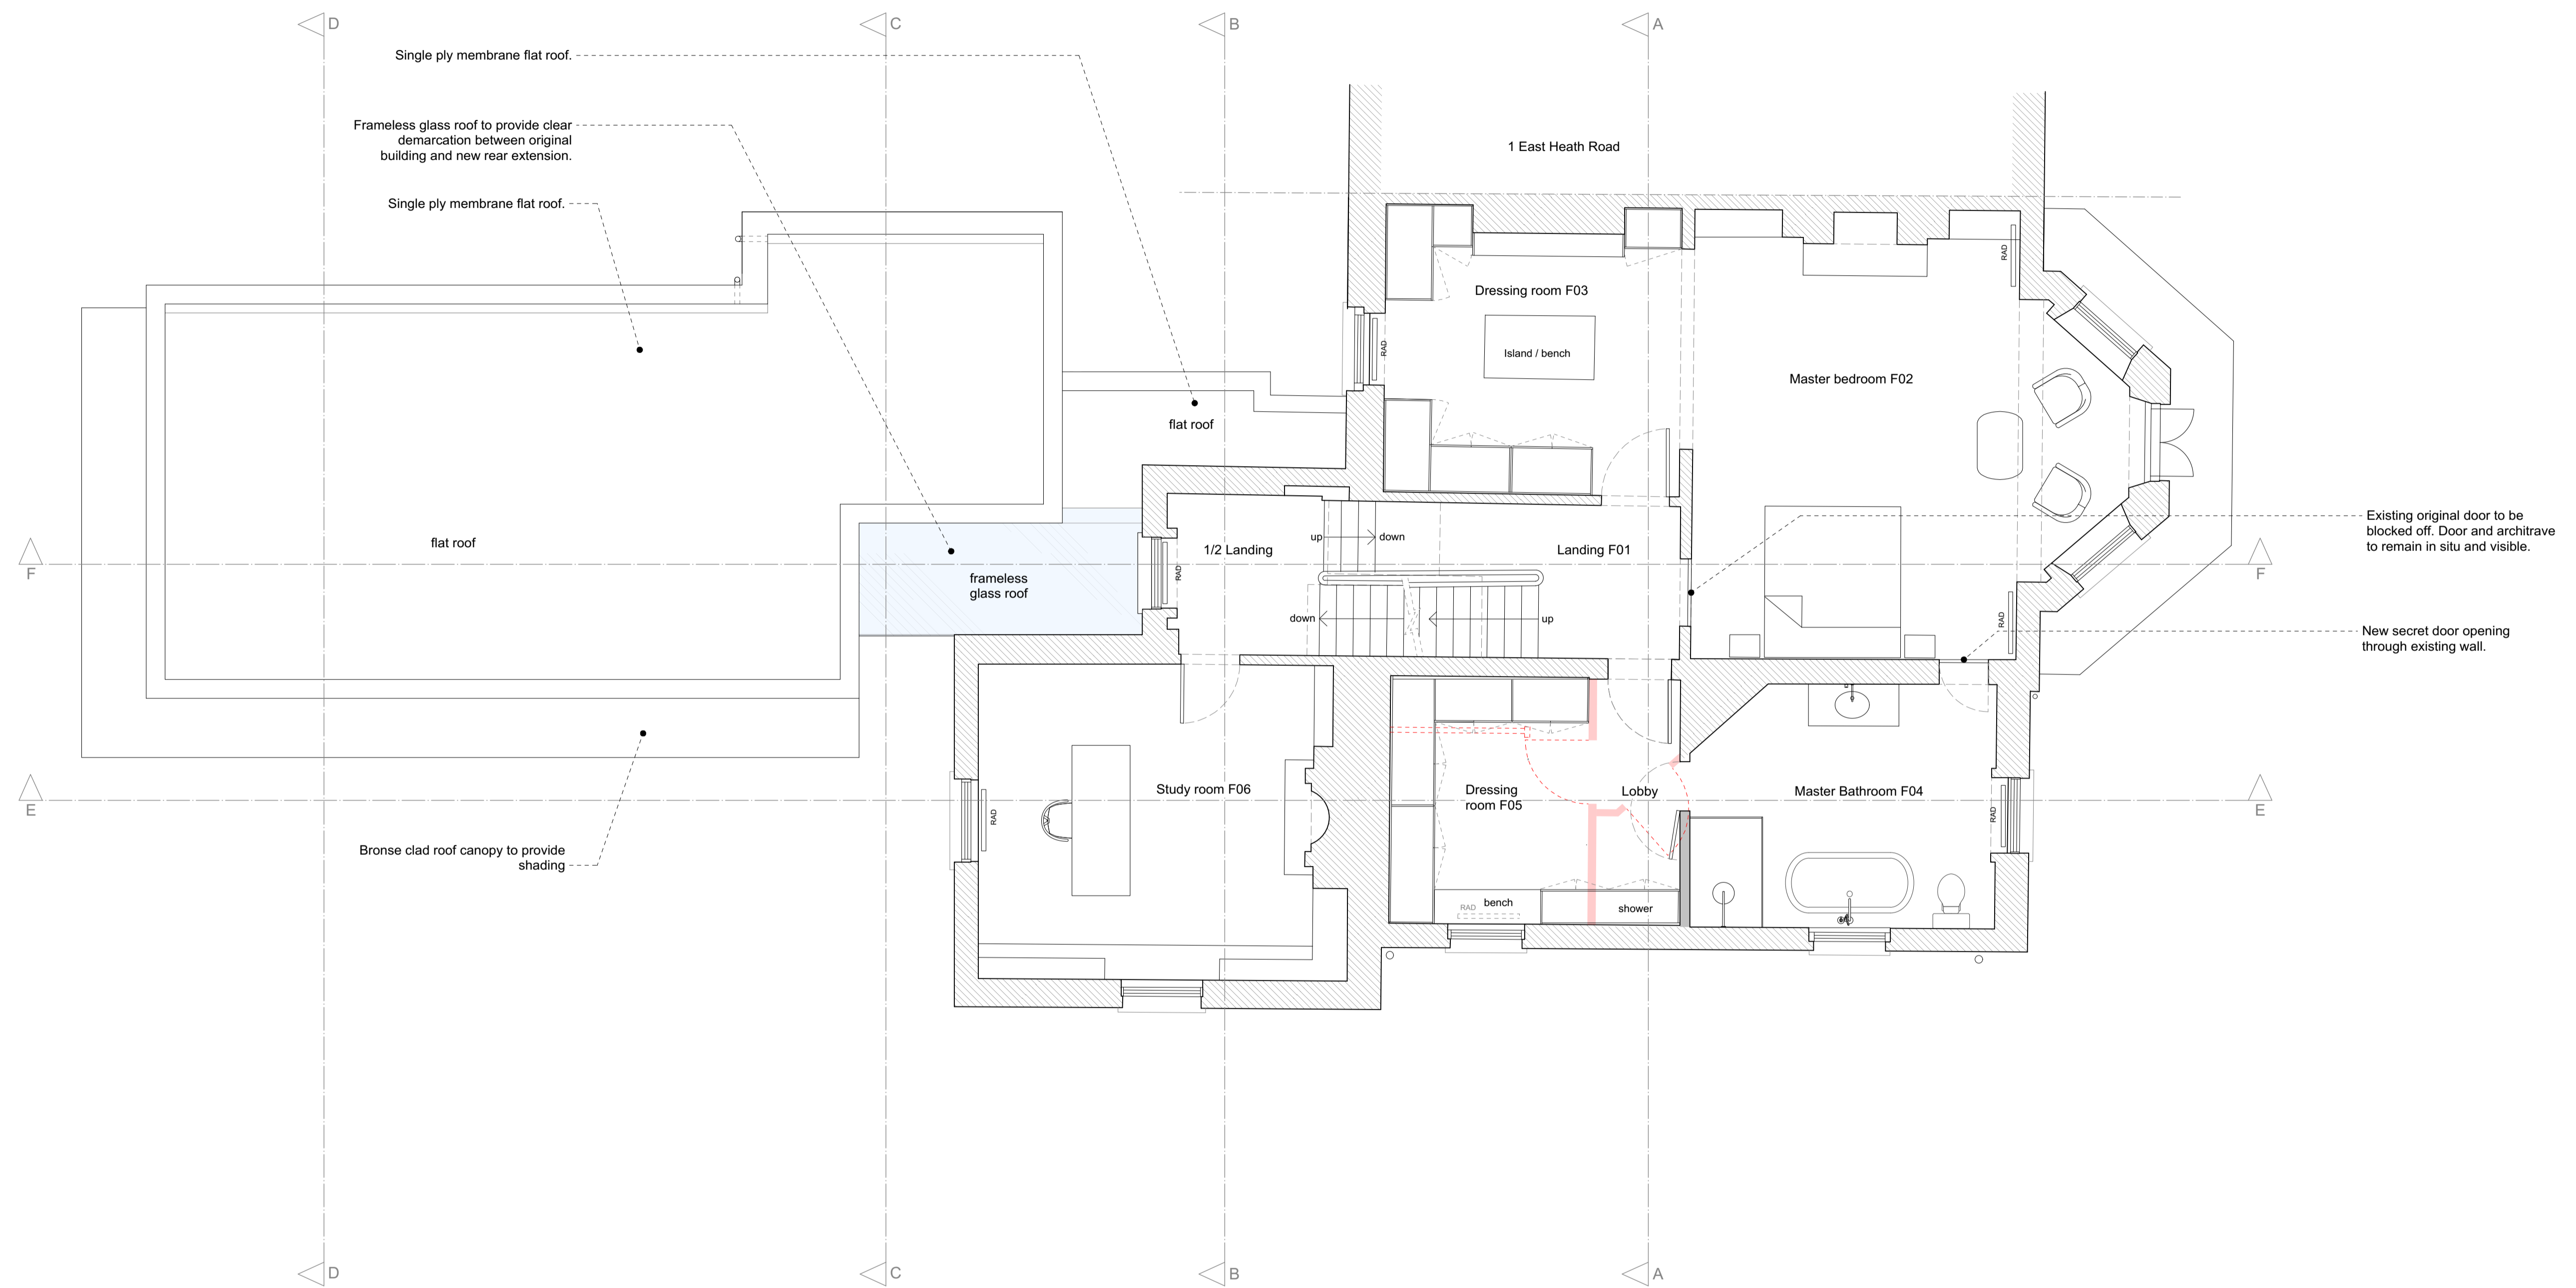 D
C
B
A
Single ply membrane flat roof.
Frameless glass roof to provide clear
demarcation between original
building and new rear extension.
Single ply membrane flat roof.
1 East Heath Road
RAD
Dressing room F03
Island / bench
RAD
Master bedroom F02
flat roof
Existing original door to be
blocked off. Door and architrave
to remain in situ and visible.
flat roof
up
down
1/2 Landing
Landing F01
F
F
RAD
frameless
glass roof
down
up
RAD
New secret door opening
through existing wall.
Study room F06
Dressing
room F05
Lobby
Master Bathroom F04
E
E
RAD
RAD
Bronse clad roof canopy to provide
shading
RAD
bench
shower
D
C
B
A